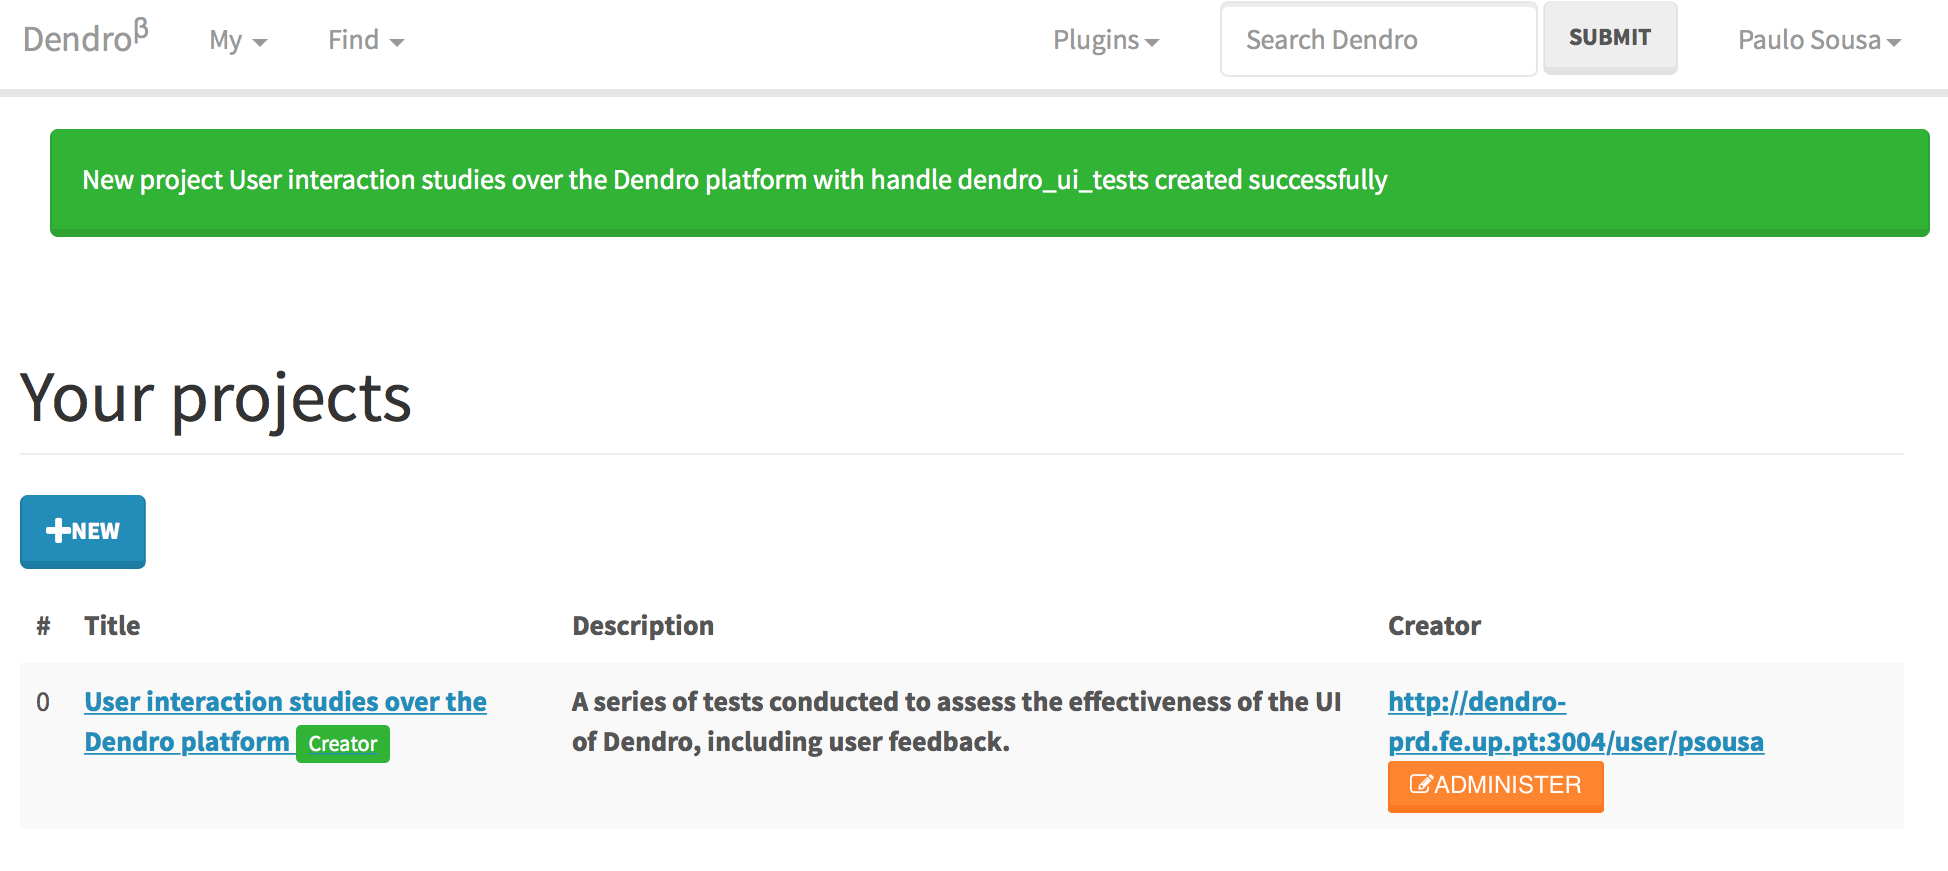 Dendroβ My Find Plugins Search Dendro SUBMIT Paulo Sousa
New project User interaction studies over the Dendro platform with handle dendro_ui_tests created successfully
Your projects
NEW
# Title Description Creator
0 User interaction studies over the A series of tests conducted to assess the effectiveness of the UI http://dendro-
Dendro platform Creator of Dendro, including user feedback. prd.fe.up.pt:3004/user/psousa
ADMINISTER